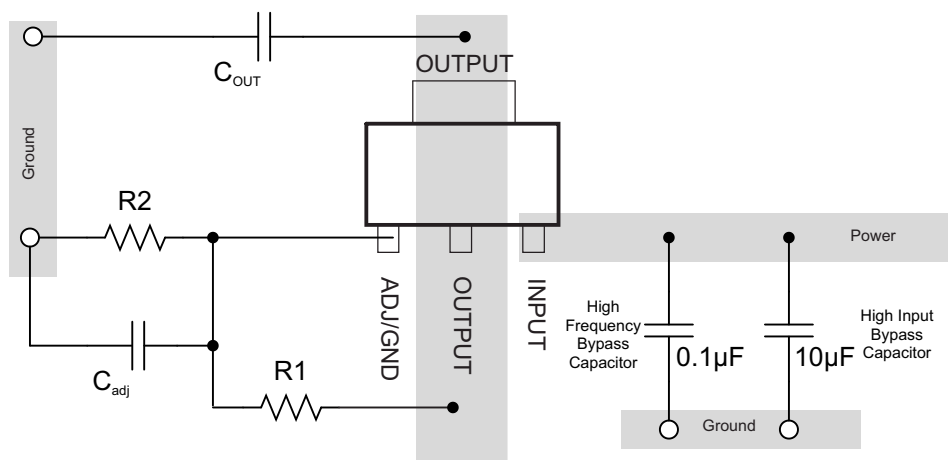 OUTPUT
C_OUT
Ground
R2
Power
ADJ/GND
OUTPUT
INPUT
High
Frequency
Bypass
Capacitor
0.1µF
10µF
High Input
Bypass
Capacitor
C_adj
R1
Ground